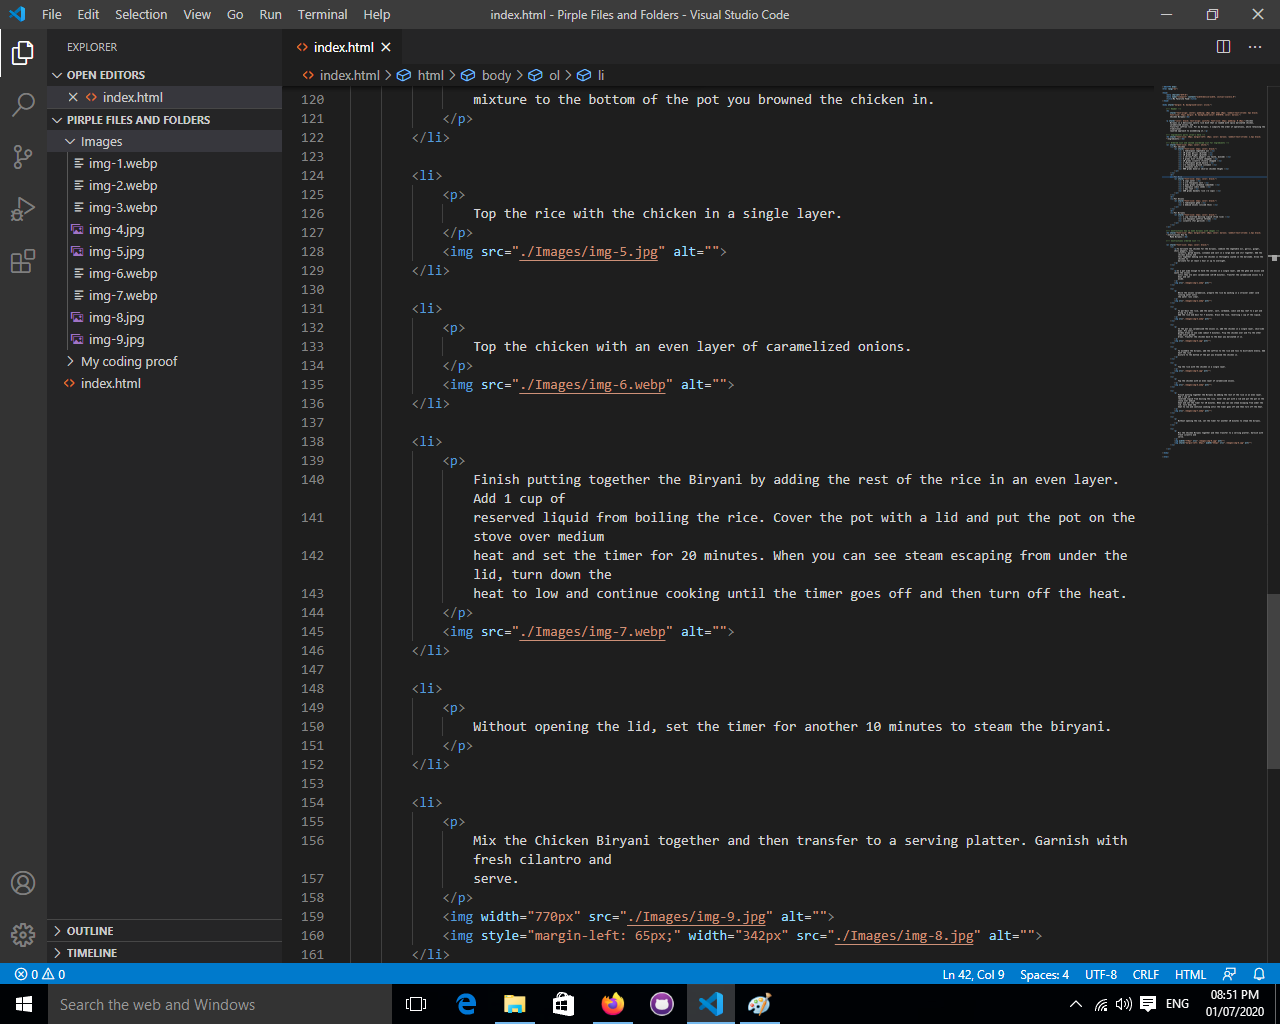 File Edit Selection View Go Run Terminal Help index.html - Pirple Files and Folders - Visual Studio Code
EXPLORER
OPEN EDITORS
index.html
PIRPLE FILES AND FOLDERS
Images
img-1.webp
img-2.webp
img-3.webp
img-4.jpg
img-5.jpg
img-6.webp
img-7.webp
img-8.jpg
img-9.jpg
My coding proof
index.html
OUTLINE
TIMELINE
index.html
index.html > html > body > ol > li
120 mixture to the bottom of the pot you browned the chicken in.
121 </p>
122 </li>
123
124 <li>
125 <p>
126 Top the rice with the chicken in a single layer.
127 </p>
128 <img src="./Images/img-5.jpg" alt="">
129 </li>
130
131 <li>
132 <p>
133 Top the chicken with an even layer of caramelized onions.
134 </p>
135 <img src="./Images/img-6.webp" alt="">
136 </li>
137
138 <li>
139 <p>
140 Finish putting together the Biryani by adding the rest of the rice in an even layer.
Add 1 cup of
141 reserved liquid from boiling the rice. Cover the pot with a lid and put the pot on the
stove over medium
142 heat and set the timer for 20 minutes. When you can see steam escaping from under the
lid, turn down the
143 heat to low and continue cooking until the timer goes off and then turn off the heat.
144 </p>
145 <img src="./Images/img-7.webp" alt="">
146 </li>
147
148 <li>
149 <p>
150 Without opening the lid, set the timer for another 10 minutes to steam the biryani.
151 </p>
152 </li>
153
154 <li>
155 <p>
156 Mix the Chicken Biryani together and then transfer to a serving platter. Garnish with
fresh cilantro and
157 serve.
158 </p>
159 <img width="770px" src="./Images/img-9.jpg" alt="">
160 <img style="margin-left: 65px;" width="342px" src="./Images/img-8.jpg" alt="">
161 </li>
0 0 Ln 42, Col 9 Spaces: 4 UTF-8 CRLF HTML
Search the web and Windows
ENG
08:51 PM
01/07/2020